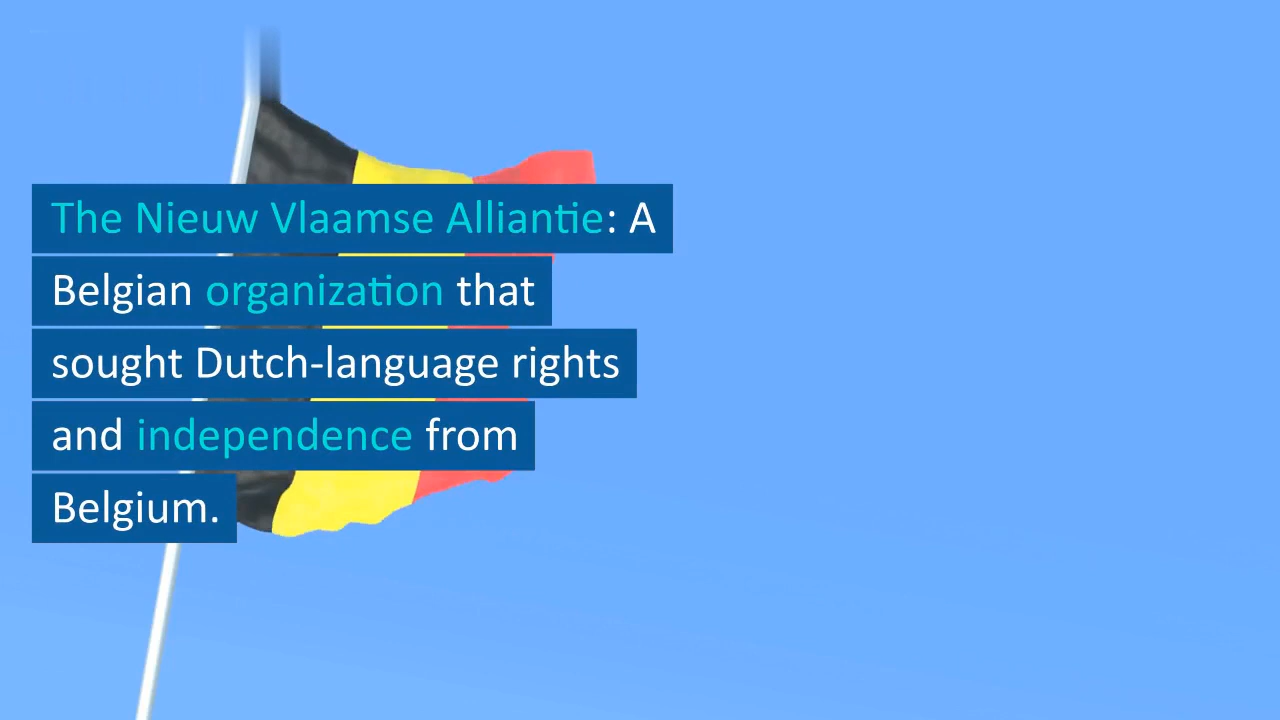 The Nieuw Vlaamse Alliantie: A
Belgian organization that
sought Dutch-language rights
and independence from
Belgium.